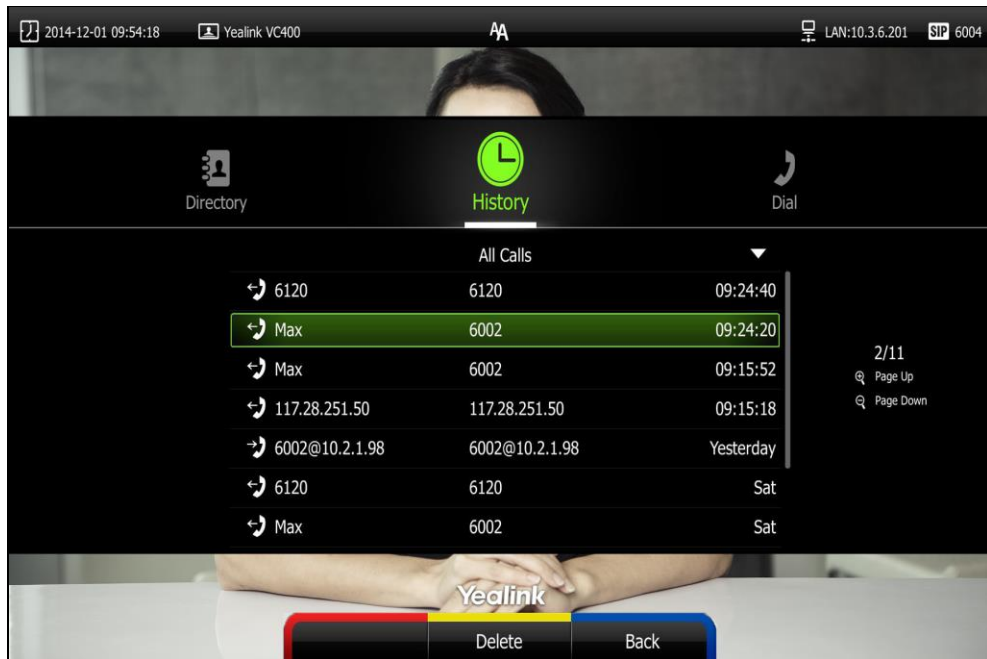 2014-12-01 09:54:18 Yealink VC400 AA LAN:10.3.6.201 SIP 6004
Directory History Dial
All Calls
6120 6120 09:24:40
Max 6002 09:24:20
Max 6002 09:15:52
117.28.251.50 117.28.251.50 09:15:18
6002@10.2.1.98 6002@10.2.1.98 Yesterday
6120 6120 Sat
Max 6002 Sat
2/11
Page Up
Page Down
Yealink
Delete Back